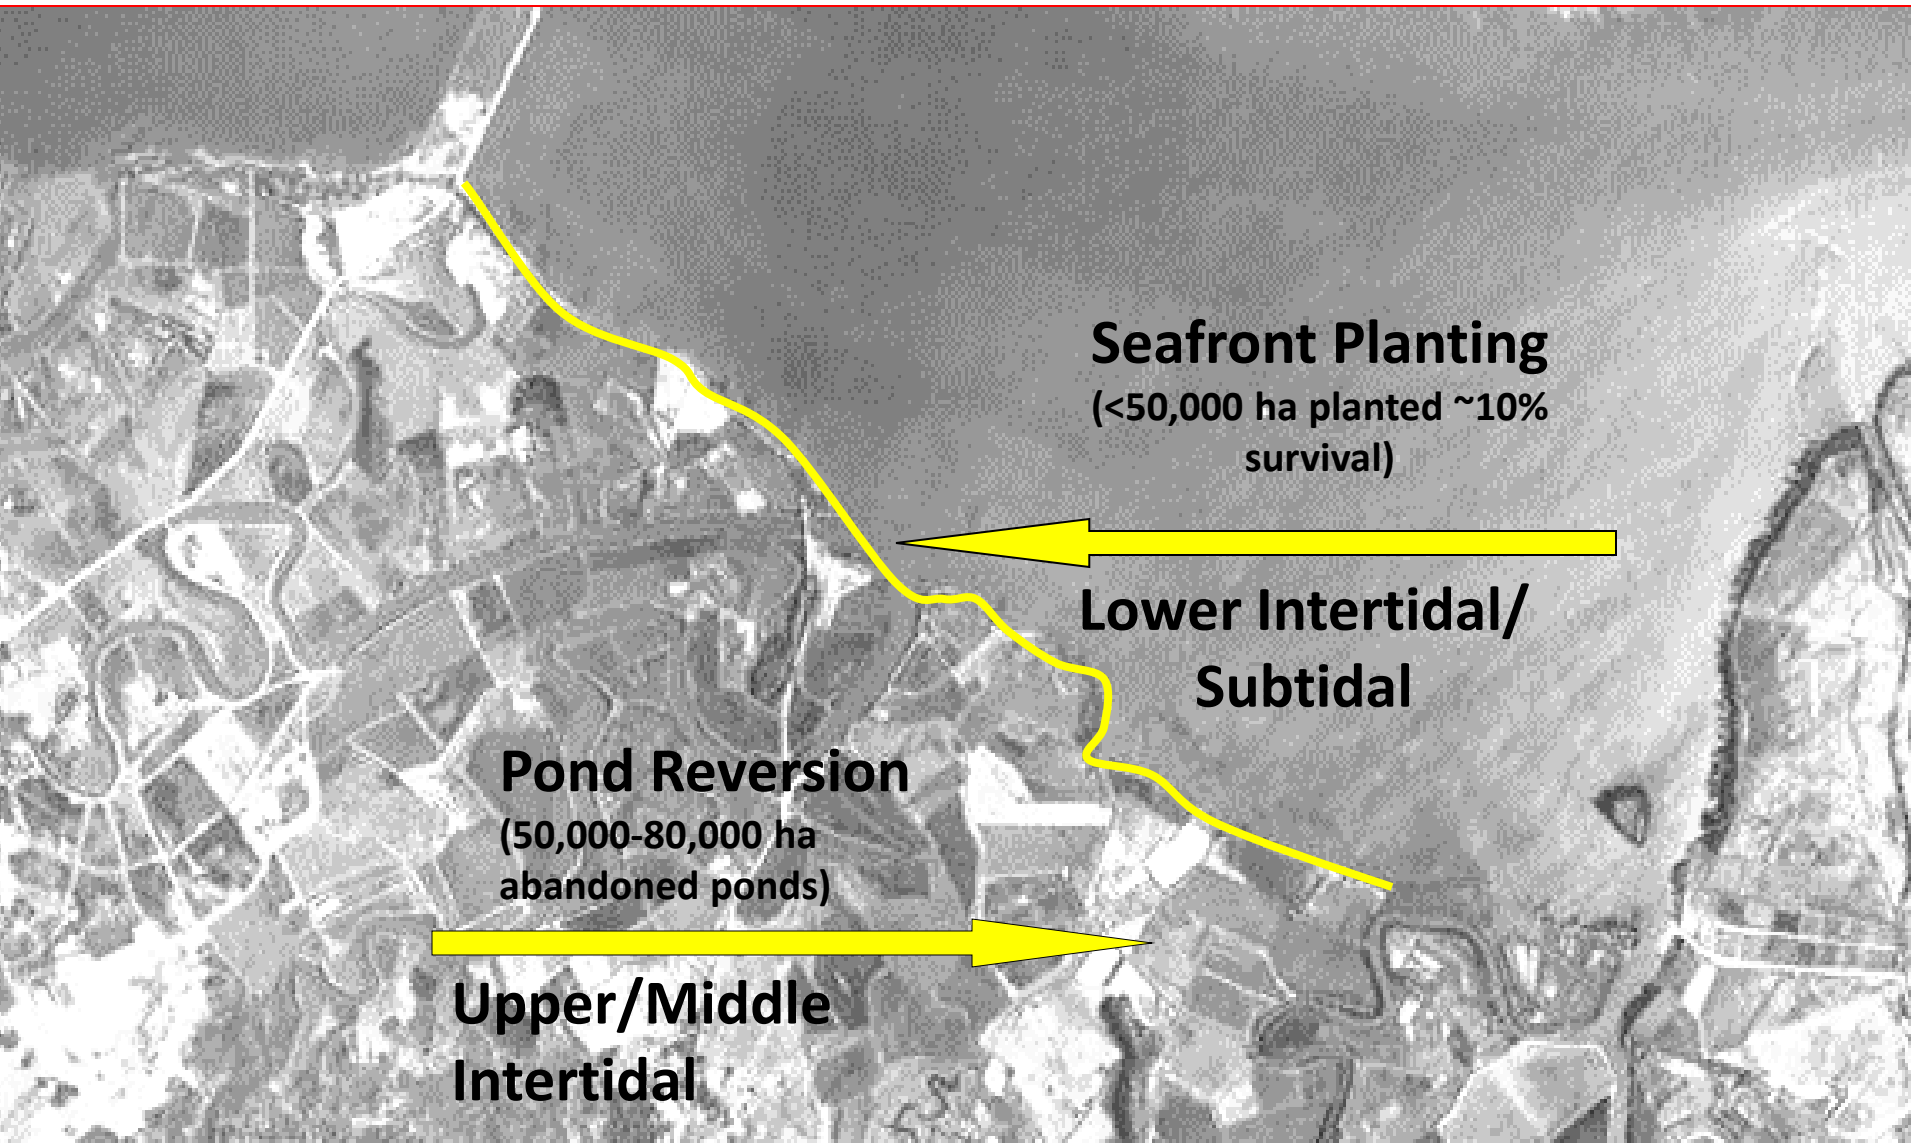 Seafront Planting
(<50,000 ha planted ~10%
survival)
Lower Intertidal/
Subtidal
Pond Reversion
(50,000-80,000 ha
abandoned ponds)
Upper/Middle
Intertidal